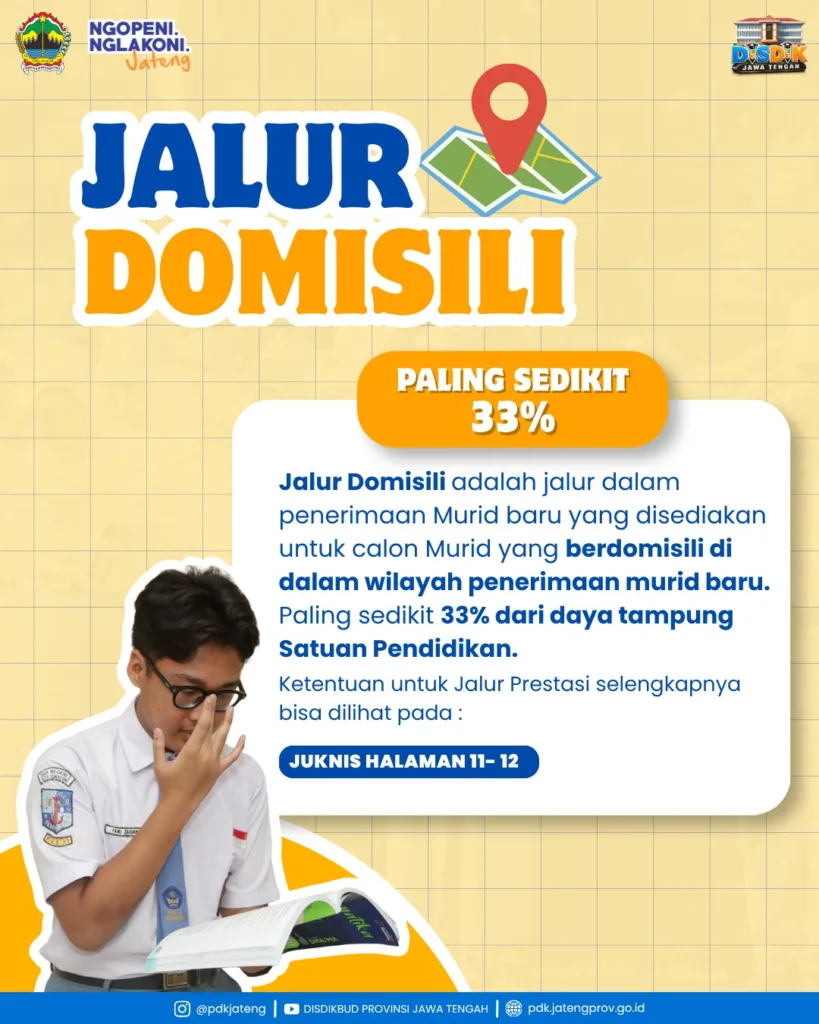 NGOPENI.
NGLAKONI.
Jateng
DISDIK
JAWA TENGAH
JALUR
DOMISILI
PALING SEDIKIT
33%
Jalur Domisili adalah jalur dalam
penerimaan Murid baru yang disediakan
untuk calon Murid yang berdomisili di
dalam wilayah penerimaan murid baru.
Paling sedikit 33% dari daya tampung
Satuan Pendidikan.
Ketentuan untuk Jalur Prestasi selengkapnya
bisa dilihat pada :
JUKNIS HALAMAN 11- 12
@pdkjateng | DISDIKBUD PROVINSI JAWA TENGAH | pdk.jatengprov.go.id